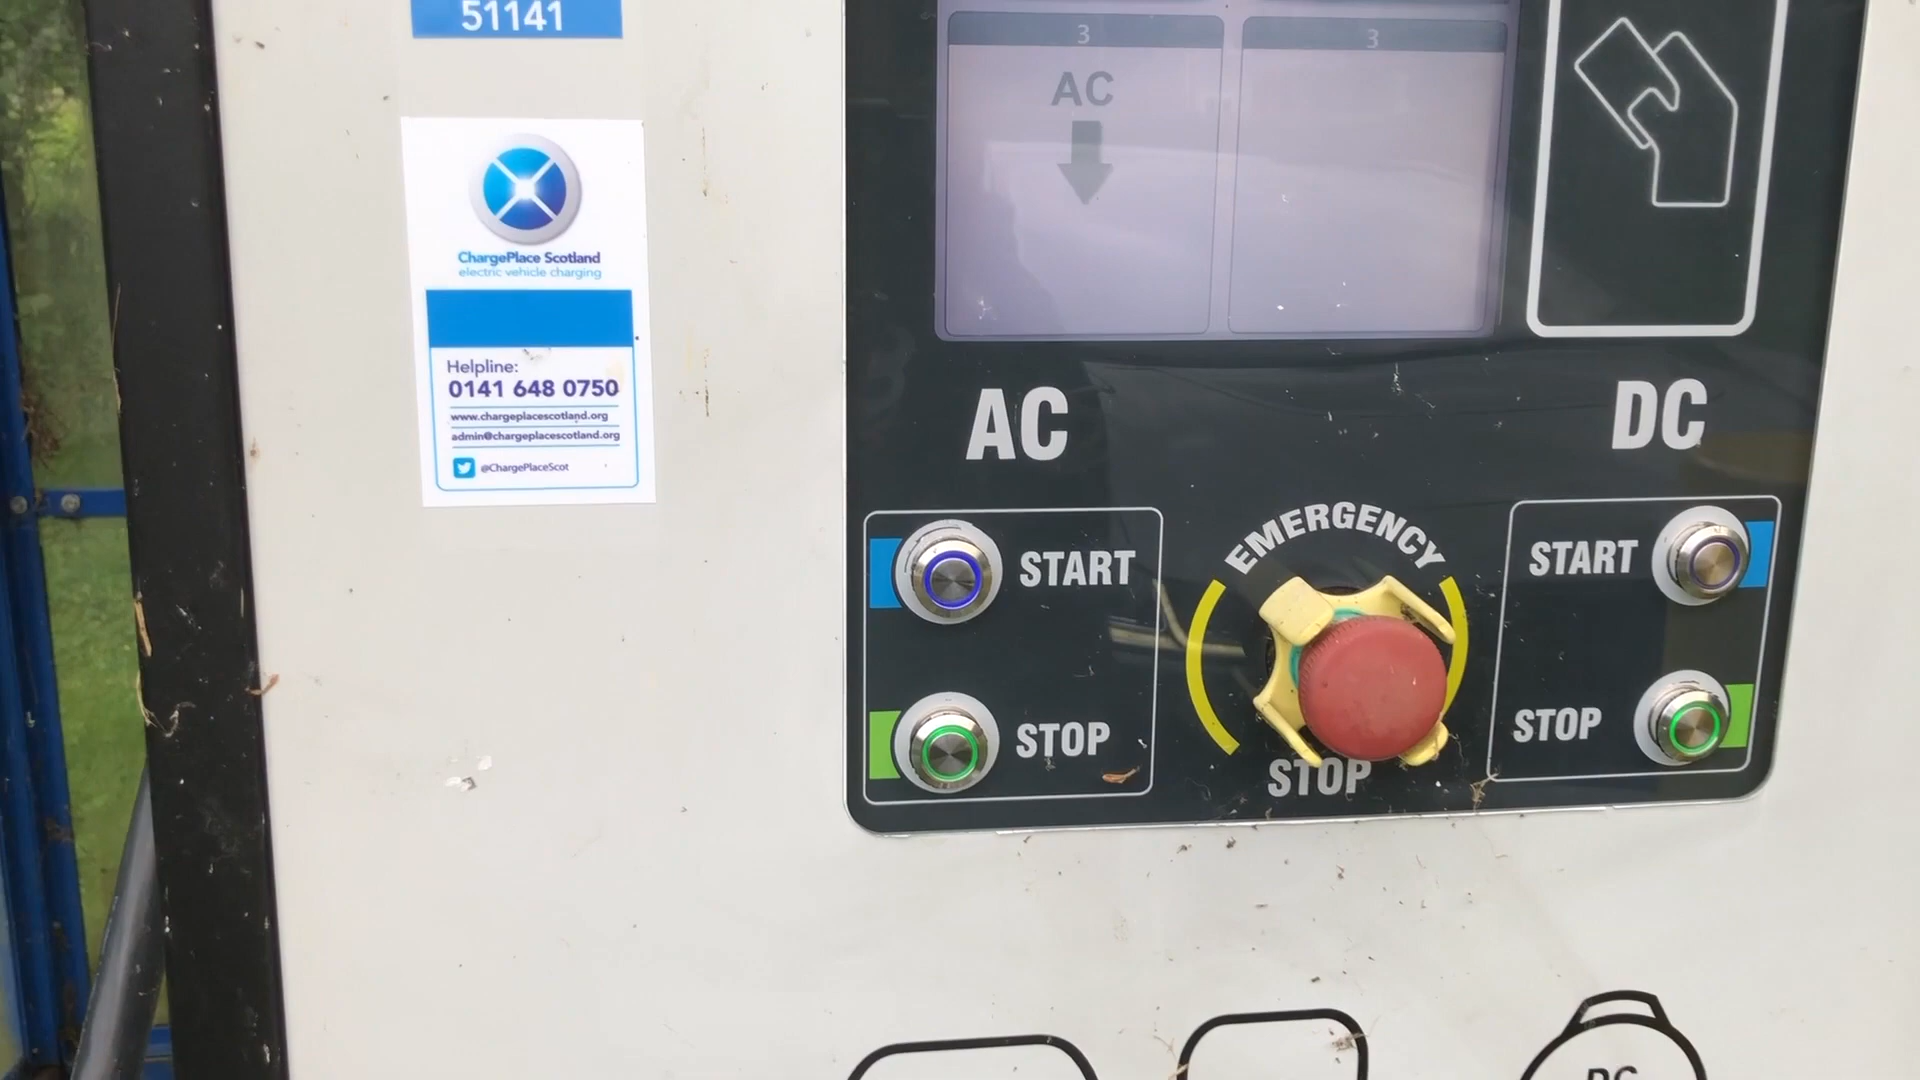 51141
ChargePlace Scotland
electric vehicle charging
Helpline:
0141 648 0750
www.chargeplacescotland.org
admin@chargeplacescotland.org
@ChargePlaceScot
3
3
AC
AC
DC
START
STOP
EMERGENCY
STOP
START
STOP
DC